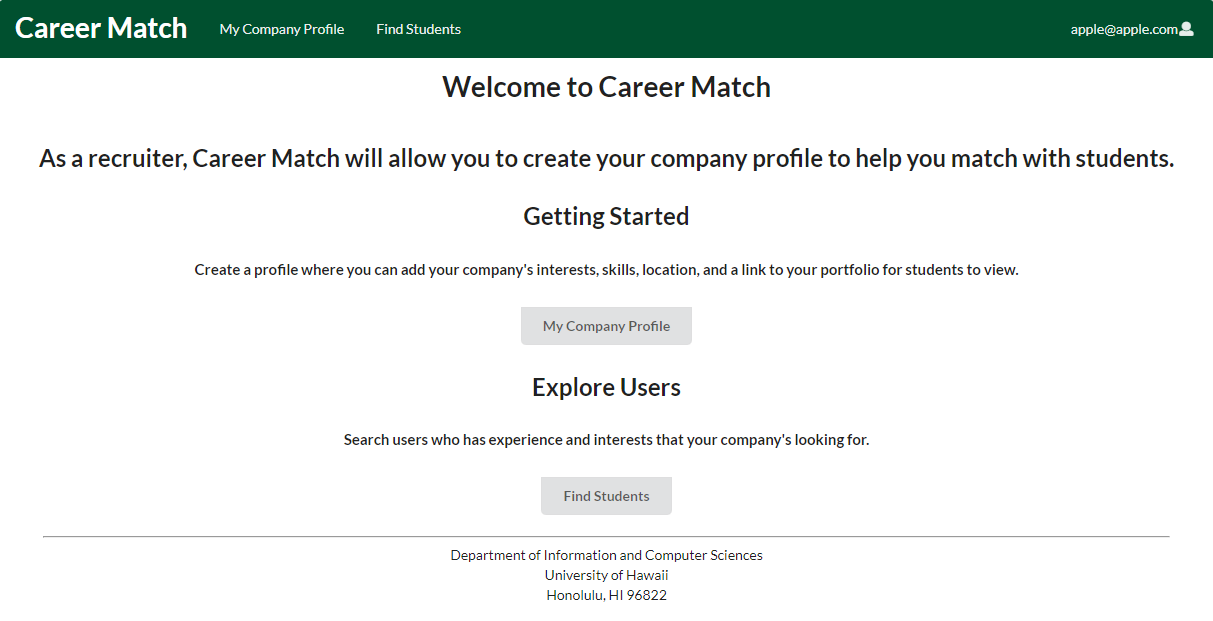 Career Match
My Company Profile
Find Students
apple@apple.com
Welcome to Career Match
As a recruiter, Career Match will allow you to create your company profile to help you match with students.
Getting Started
Create a profile where you can add your company's interests, skills, location, and a link to your portfolio for students to view.
My Company Profile
Explore Users
Search users who has experience and interests that your company's looking for.
Find Students
Department of Information and Computer Sciences
University of Hawaii
Honolulu, HI 96822